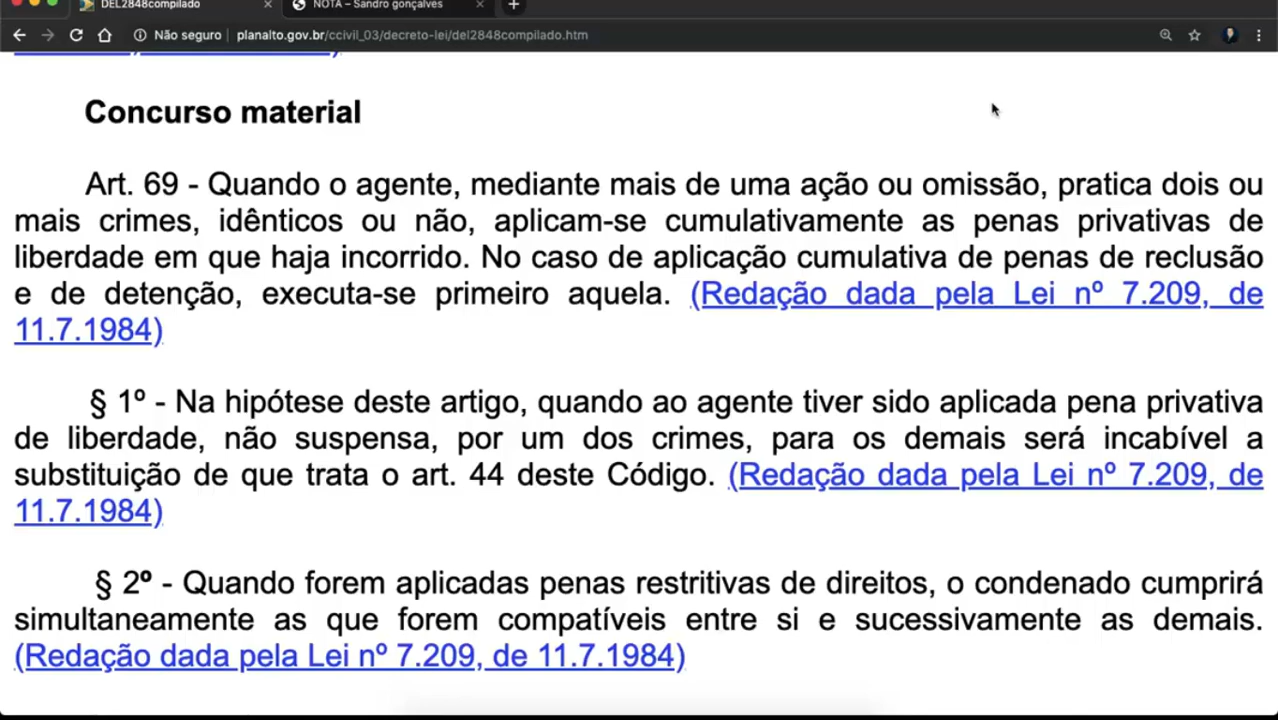 DEL2848compilado
NOTA – Sandro gonçalves
Não seguro
planalto.gov.br/ccivil_03/decreto-lei/del2848compilado.htm
Concurso material
Art. 69 - Quando o agente, mediante mais de uma ação ou omissão, pratica dois ou
mais crimes, idênticos ou não, aplicam-se cumulativamente as penas privativas de
liberdade em que haja incorrido. No caso de aplicação cumulativa de penas de reclusão
e de detenção, executa-se primeiro aquela. (Redação dada pela Lei nº 7.209, de
11.7.1984)
§ 1º - Na hipótese deste artigo, quando ao agente tiver sido aplicada pena privativa
de liberdade, não suspensa, por um dos crimes, para os demais será incabível a
substituição de que trata o art. 44 deste Código. (Redação dada pela Lei nº 7.209, de
11.7.1984)
§ 2º - Quando forem aplicadas penas restritivas de direitos, o condenado cumprirá
simultaneamente as que forem compatíveis entre si e sucessivamente as demais.
(Redação dada pela Lei nº 7.209, de 11.7.1984)